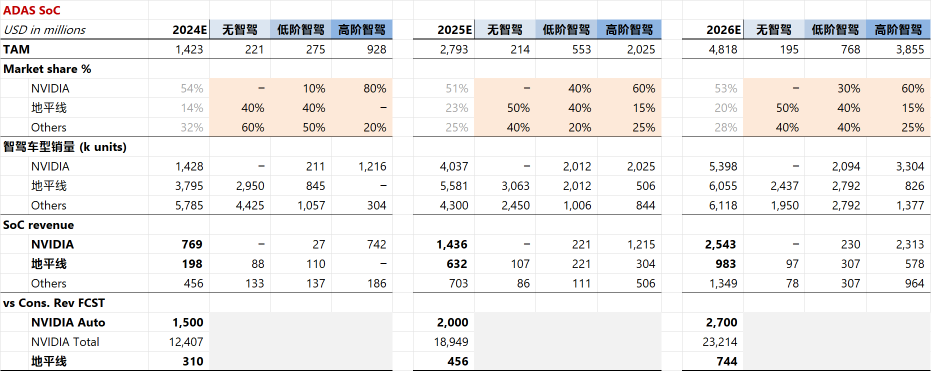 ADAS SoC
USD in millions 2024E 无智驾 低阶智驾 高阶智驾 2025E 无智驾 低阶智驾 高阶智驾 2026E 无智驾 低阶智驾 高阶智驾
TAM 1,423 221 275 928 2,793 214 553 2,025 4,818 195 768 3,855
Market share %
NVIDIA 54% – 10% 80% 51% – 40% 60% 53% – 30% 60%
地平线 14% 40% 40% – 23% 50% 40% 15% 20% 50% 40% 15%
Others 32% 60% 50% 20% 25% 40% 20% 25% 28% 40% 40% 25%
智驾车型销量 (k units)
NVIDIA 1,428 – 211 1,216 4,037 – 2,012 2,025 5,398 – 2,094 3,304
地平线 3,795 2,950 845 – 5,581 3,063 2,012 506 6,055 2,437 2,792 826
Others 5,785 4,425 1,057 304 4,300 2,450 1,006 844 6,118 1,950 2,792 1,377
SoC revenue
NVIDIA 769 – 27 742 1,436 – 221 1,215 2,543 – 230 2,313
地平线 198 88 110 – 632 107 221 304 983 97 307 578
Others 456 133 137 186 703 86 111 506 1,349 78 307 964
vs Cons. Rev FCST
NVIDIA Auto 1,500 2,000 2,700
NVIDIA Total 12,407 18,949 23,214
地平线 310 456 744